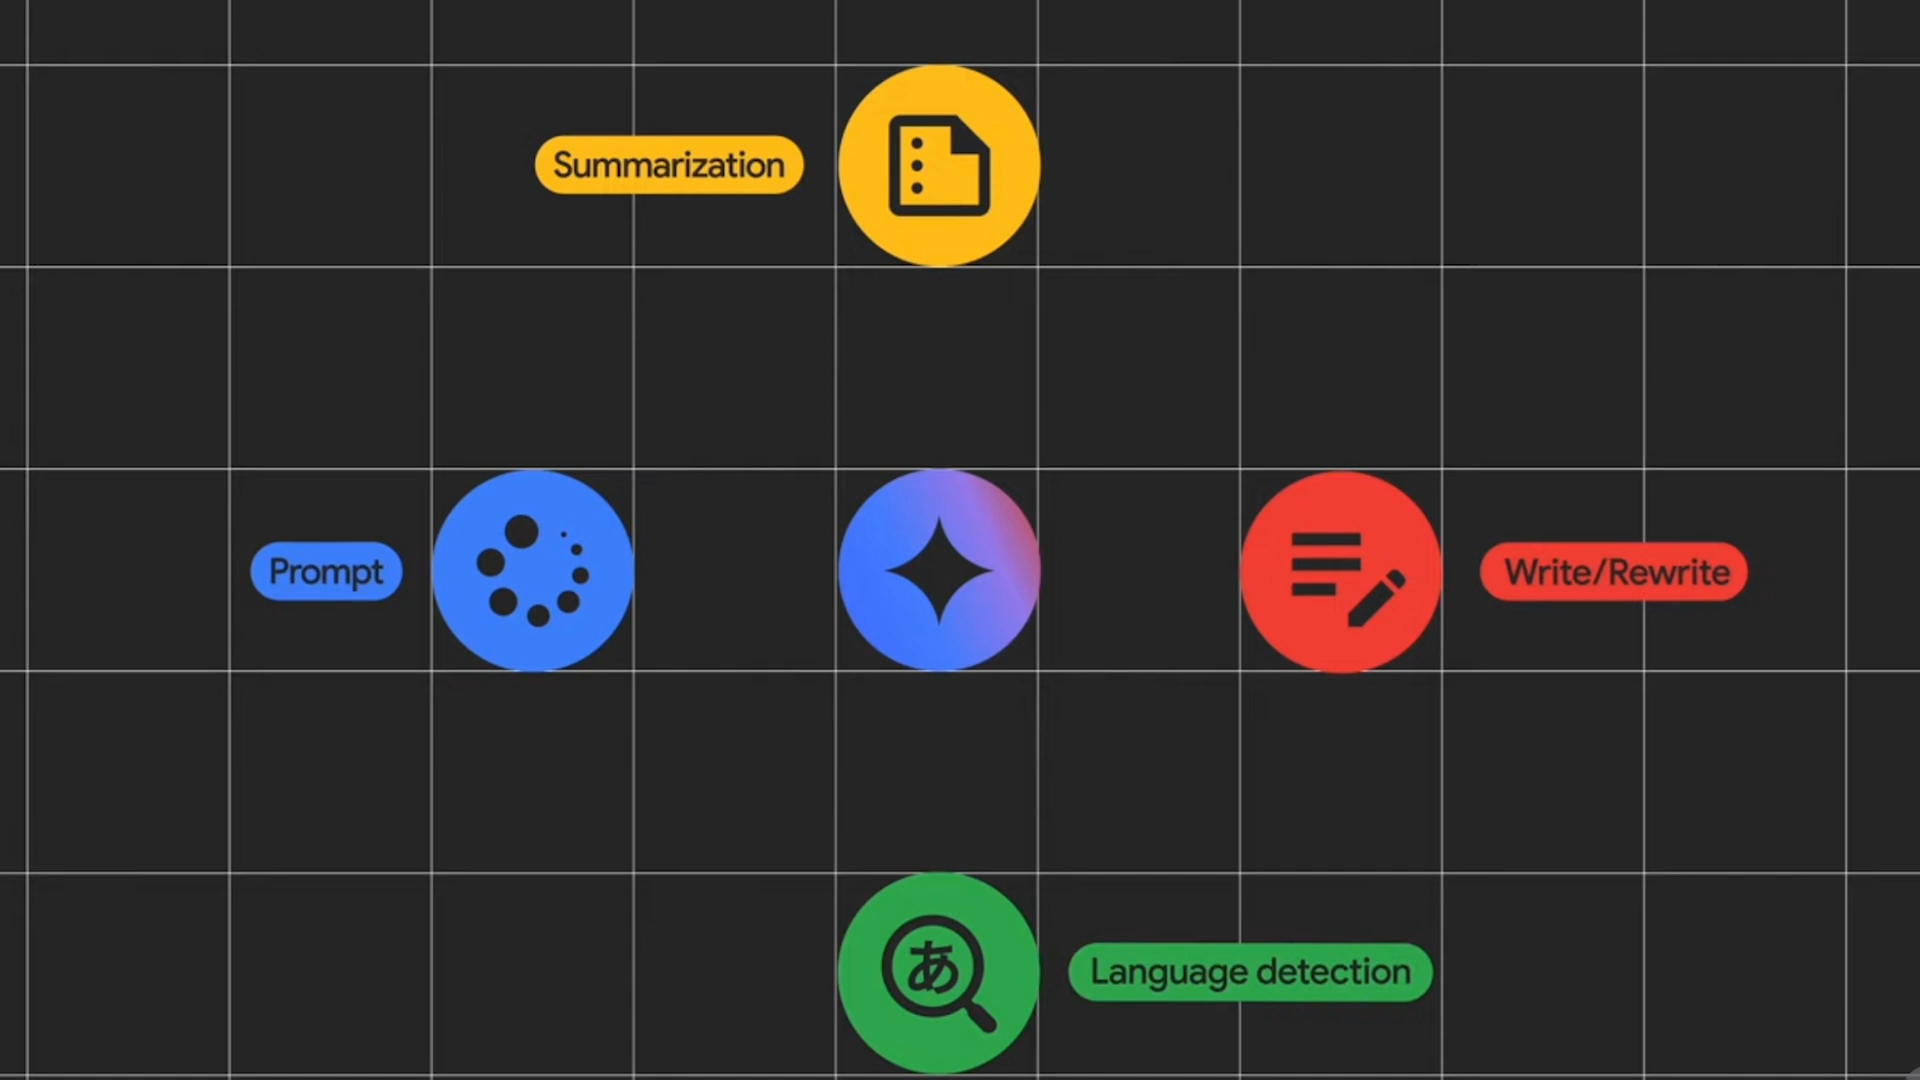 Summarization
Prompt
Write/Rewrite
あ
Language detection